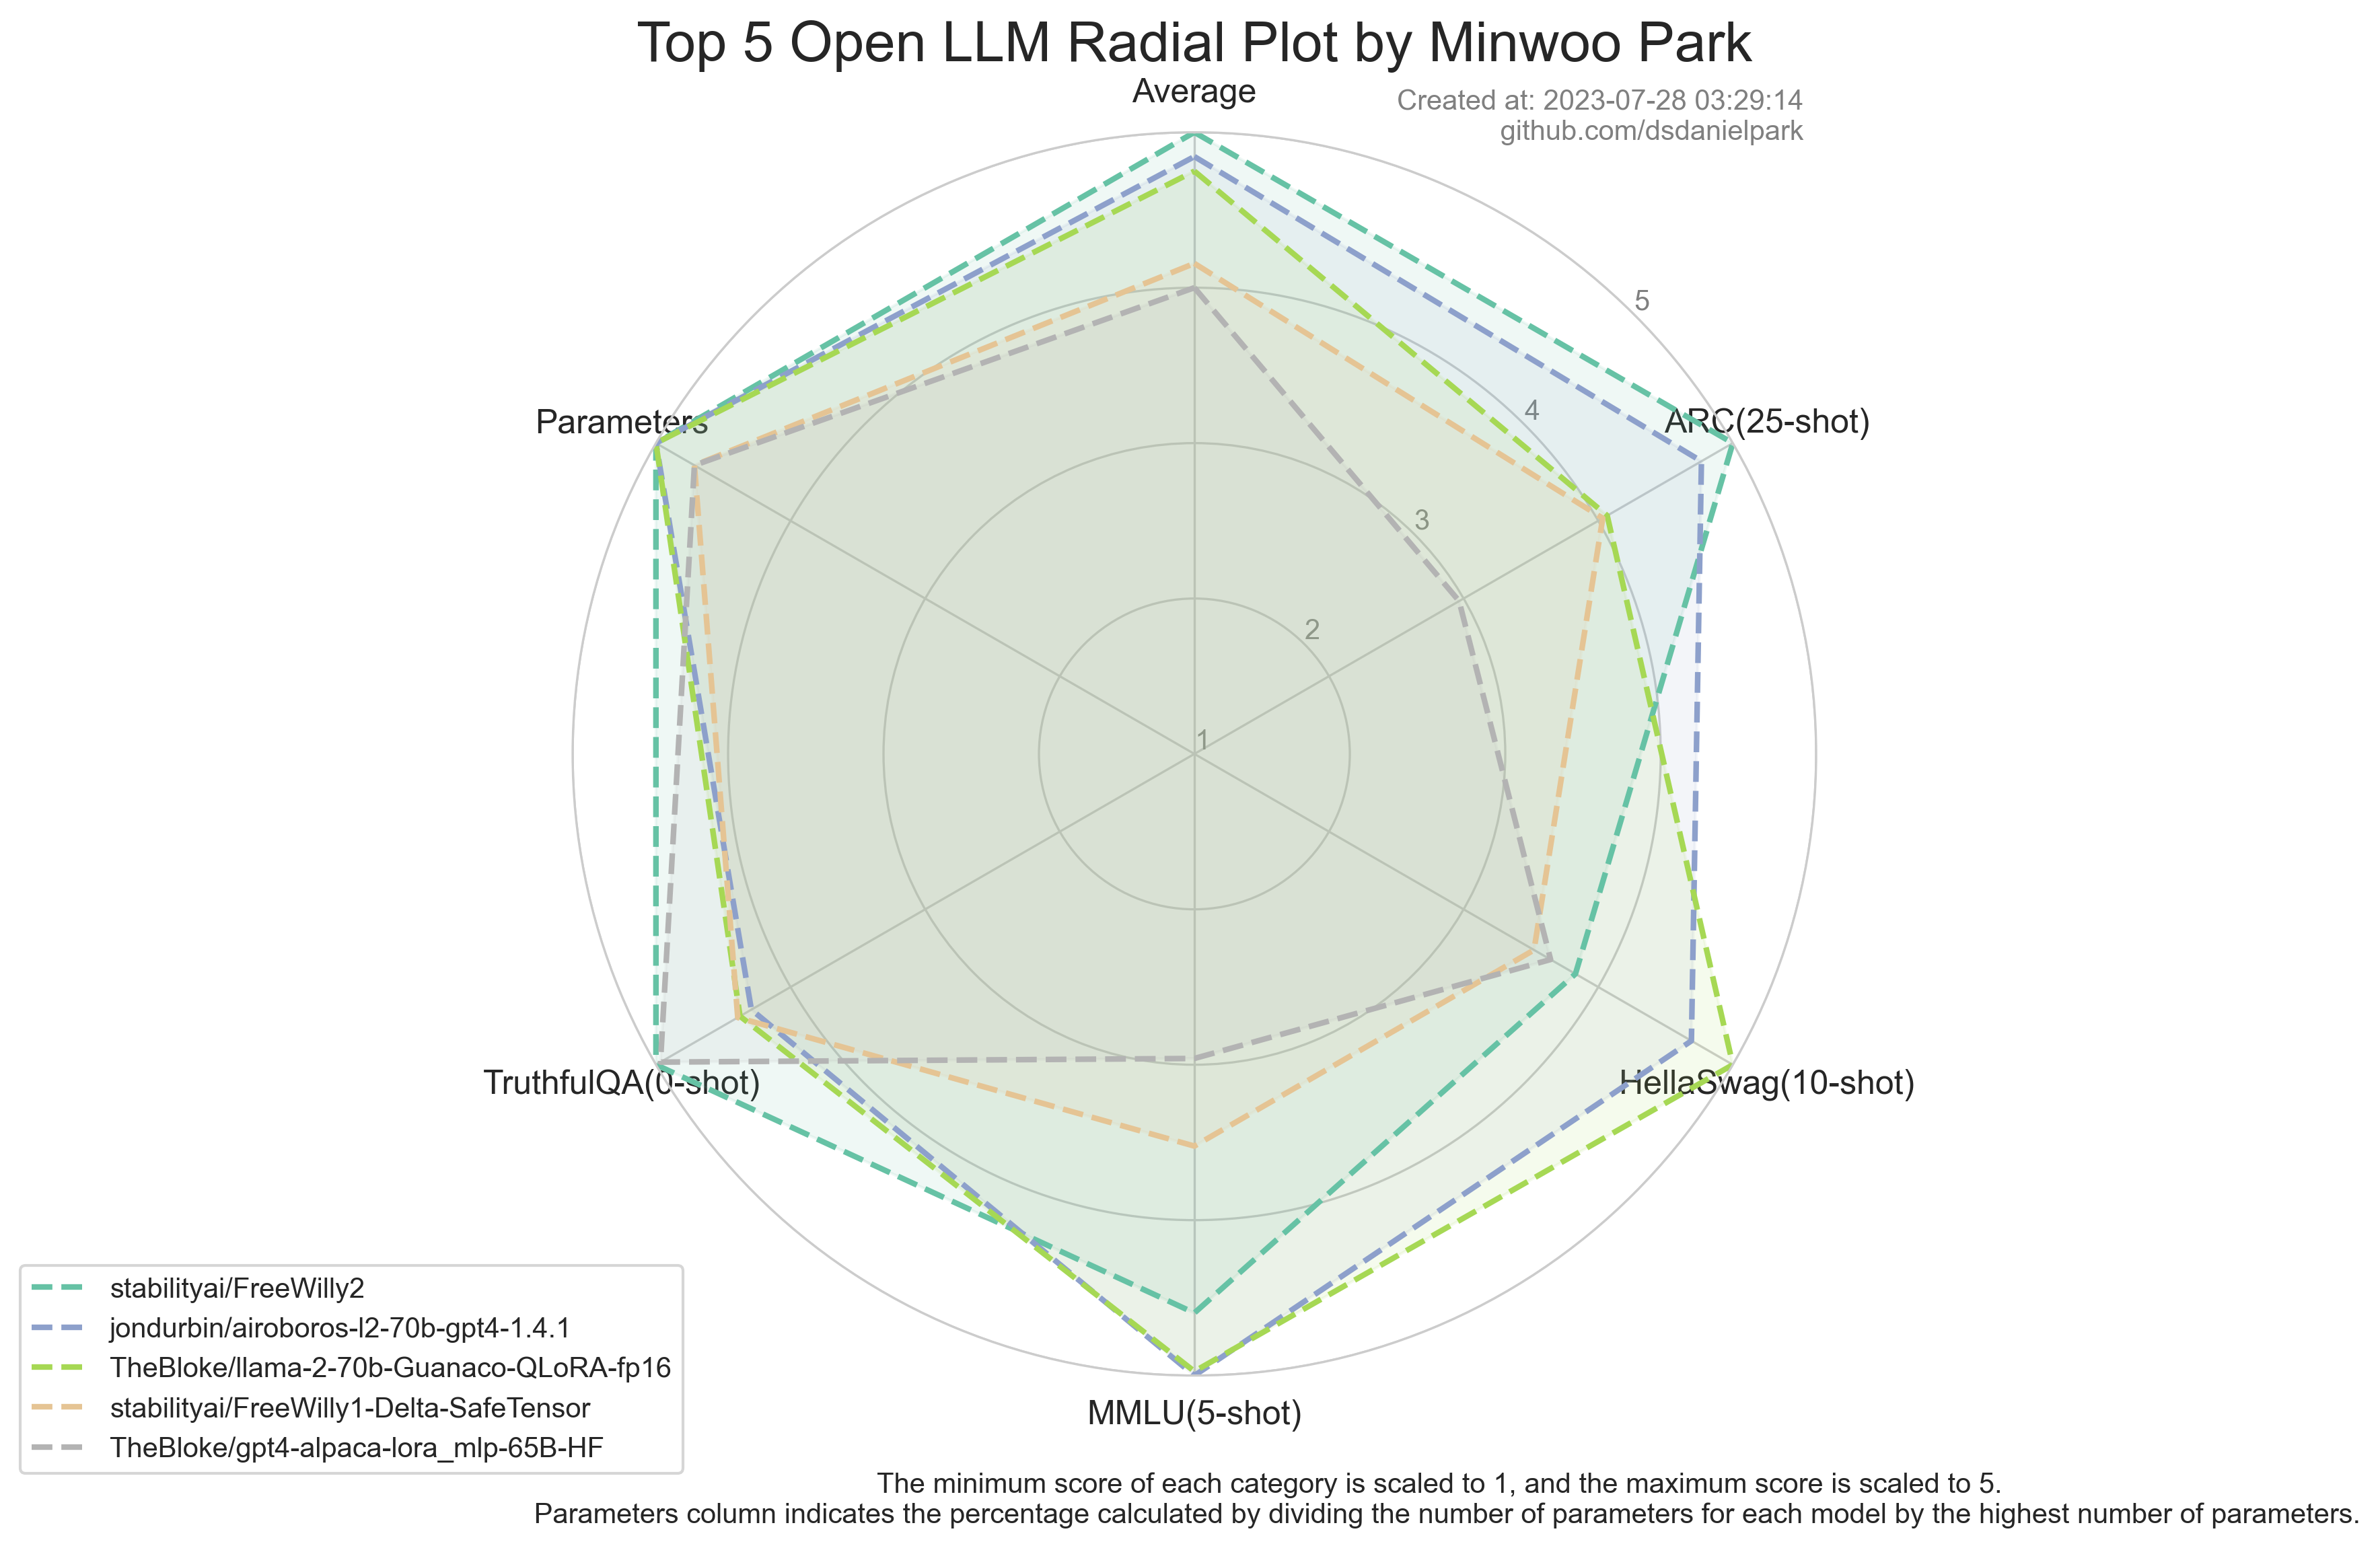 Top 5 Open LLM Radial Plot by Minwoo Park
Average
Created at: 2023-07-28 03:29:14
github.com/dsdanielpark
5
4
3
2
1
Parameters
ARC(25-shot)
TruthfulQA(0-shot)
HellaSwag(10-shot)
MMLU(5-shot)
stabilityai/FreeWilly2
jondurbin/airoboros-l2-70b-gpt4-1.4.1
TheBloke/llama-2-70b-Guanaco-QLoRA-fp16
stabilityai/FreeWilly1-Delta-SafeTensor
TheBloke/gpt4-alpaca-lora_mlp-65B-HF
The minimum score of each category is scaled to 1, and the maximum score is scaled to 5.
Parameters column indicates the percentage calculated by dividing the number of parameters for each model by the highest number of parameters.